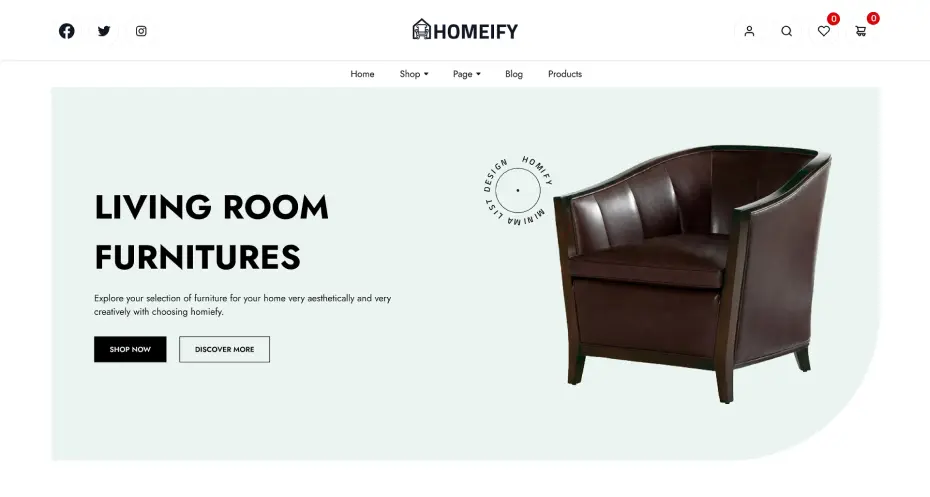 HOMEIFY
0
0
Home
Shop
Page
Blog
Products
HOMIFY MINIMALIST DESIGN
LIVING ROOM
FURNITURES
Explore your selection of furniture for your home very aesthetically and very
creatively with choosing homiefy.
SHOP NOW
DISCOVER MORE